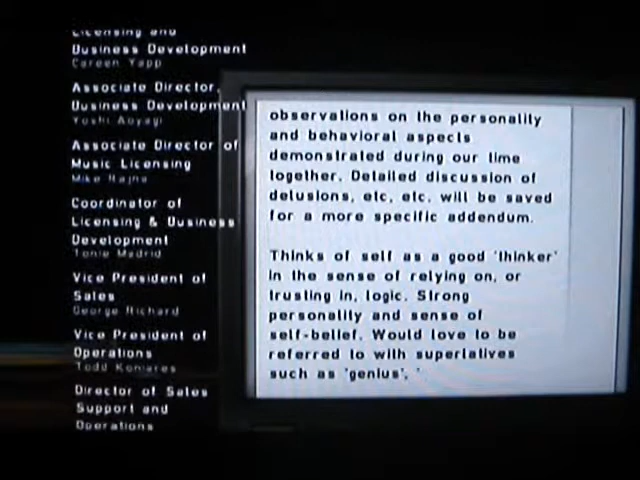 Licensing and
Business Development
Careen Yapp
Associate Director,
Business Development
Yoshi Aoyagi
Associate Director of
Music Licensing
Mike Rajna
Coordinator of
Licensing & Business
Development
Tonie Madrid
Vice President of
Sales
George Richard
Vice President of
Operations
Todd Komares
Director of Sales
Support and
Operations
observations on the personality
and behavioral aspects
demonstrated during our time
together. Detailed discussion of
delusions, etc, etc. will be saved
for a more specific addendum.
Thinks of self as a good 'thinker'
in the sense of relying on, or
trusting in, logic. Strong
personality and sense of
self-belief. Would love to be
referred to with superlatives
such as 'genius', '